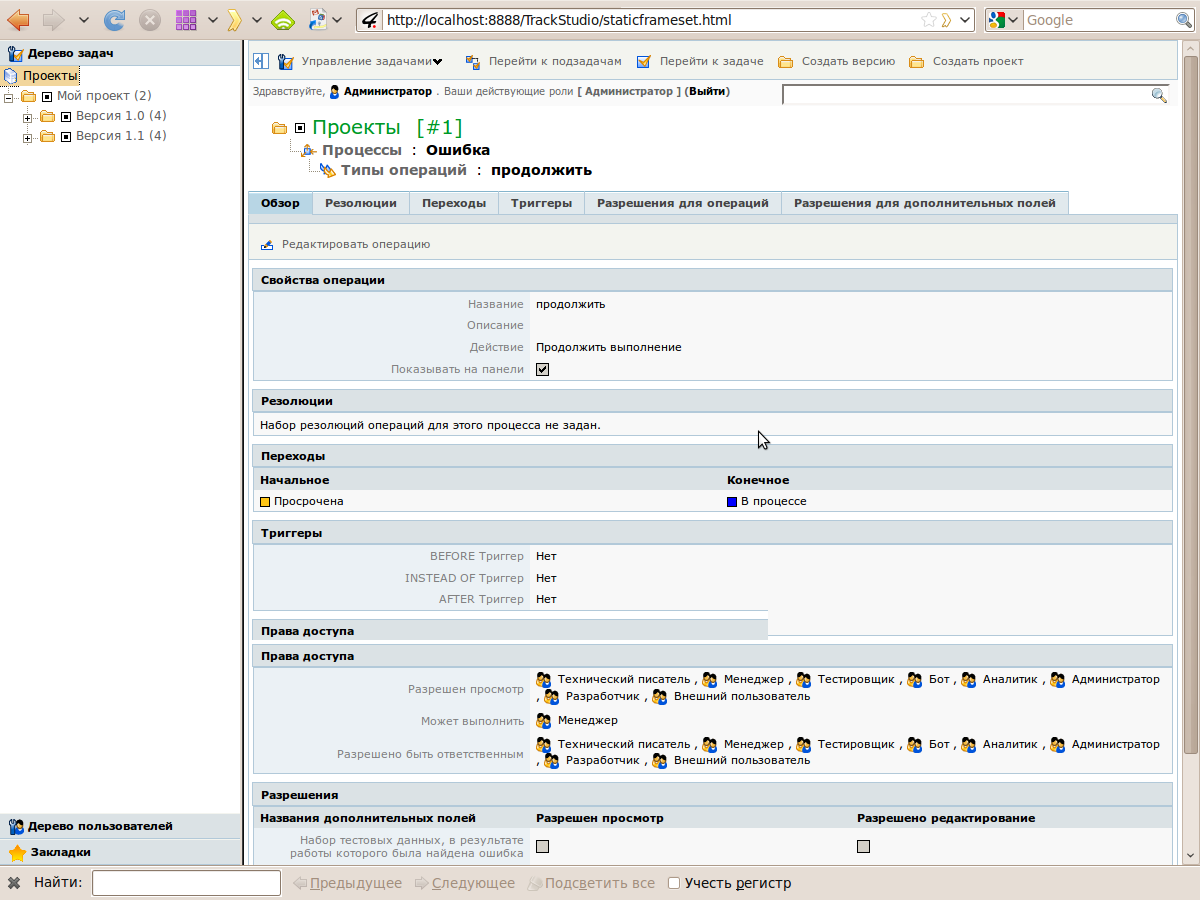 http://localhost:8888/TrackStudio/staticframeset.html
Google
Дерево задач
Проекты
Мой проект (2)
Версия 1.0 (4)
Версия 1.1 (4)
Управление задачами
Перейти к подзадачам
Перейти к задаче
Создать версию
Создать проект
Здравствуйте, Администратор . Ваши действующие роли [ Администратор ] (Выйти)
Проекты [#1]
Процессы : Ошибка
Типы операций : продолжить
Обзор
Резолюции
Переходы
Триггеры
Разрешения для операций
Разрешения для дополнительных полей
Редактировать операцию
Свойства операции
Название продолжить
Описание
Действие Продолжить выполнение
Показывать на панели
Резолюции
Набор резолюций операций для этого процесса не задан.
Переходы
Начальное Конечное
Просрочена В процессе
Триггеры
BEFORE Триггер Нет
INSTEAD OF Триггер Нет
AFTER Триггер Нет
Права доступа
Права доступа
Разрешен просмотр Технический писатель , Менеджер , Тестировщик , Бот , Аналитик , Администратор
, Разработчик , Внешний пользователь
Может выполнить Менеджер
Разрешено быть ответственным Технический писатель , Менеджер , Тестировщик , Бот , Аналитик , Администратор
, Разработчик , Внешний пользователь
Разрешения
Названия дополнительных полей Разрешен просмотр Разрешено редактирование
Набор тестовых данных, в результате
работы которого была найдена ошибка
Дерево пользователей
Закладки
Найти:
Предыдущее
Следующее
Подсветить все
Учесть регистр